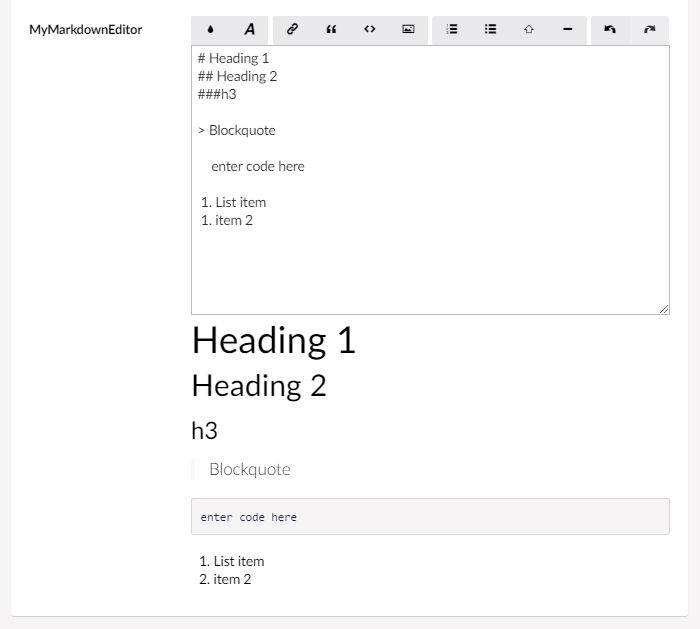 MyMarkdownEditor
A “ <>
# Heading 1
## Heading 2
###h3
> Blockquote
enter code here
1. List item
1. item 2
Heading 1
Heading 2
h3
Blockquote
enter code here
1. List item
2. item 2